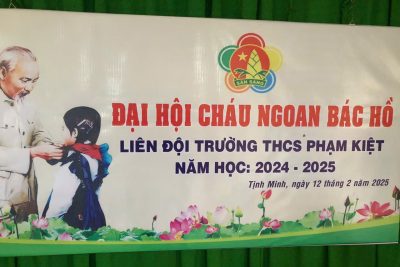 SẴN SÀNG
ĐẠI HỘI CHÁU NGOAN BÁC HỒ
LIÊN ĐỘI TRƯỜNG THCS PHẠM KIỆT
NĂM HỌC: 2024 - 2025
Tịnh Minh, ngày 12 tháng 2 năm 2025